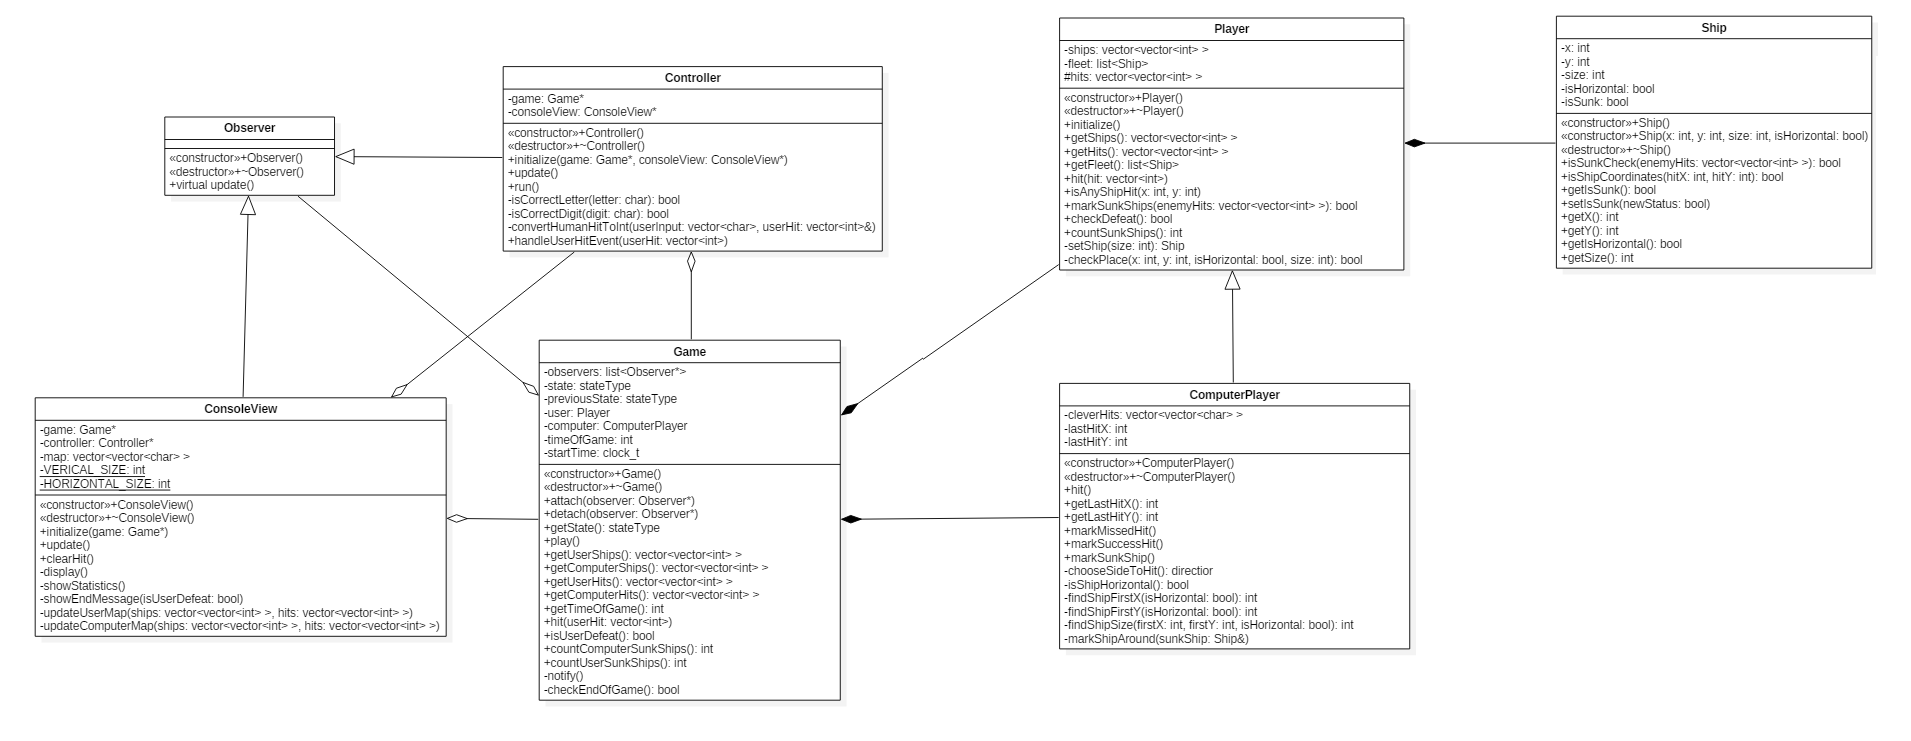 Observer
«constructor»+Observer()
«destructor»+~Observer()
+virtual update()
Controller
-game: Game*
-consoleView: ConsoleView*
«constructor»+Controller()
«destructor»+~Controller()
+initialize(game: Game*, consoleView: ConsoleView*)
+update()
+run()
-isCorrectLetter(letter: char): bool
-isCorrectDigit(digit: char): bool
-convertHumanHitToInt(userInput: vector<char>, userHit: vector<int>&)
+handleUserHitEvent(userHit: vector<int>)
Player
-ships: vector<vector<int> >
-fleet: list<Ship>
#hits: vector<vector<int> >
«constructor»+Player()
«destructor»+~Player()
+initialize()
+getShips(): vector<vector<int> >
+getHits(): vector<vector<int> >
+getFleet(): list<Ship>
+hit(hit: vector<int>)
+isAnyShipHit(x: int, y: int)
+markSunkShips(enemyHits: vector<vector<int> >): bool
+checkDefeat(): bool
+countSunkShips(): int
-setShip(size: int): Ship
-checkPlace(x: int, y: int, isHorizontal: bool, size: int): bool
Ship
-x: int
-y: int
-size: int
-isHorizontal: bool
-isSunk: bool
«constructor»+Ship()
«constructor»+Ship(x: int, y: int, size: int, isHorizontal: bool)
«destructor»+~Ship()
+isSunkCheck(enemyHits: vector<vector<int> >): bool
+isShipCoordinates(hitX: int, hitY: int): bool
+getIsSunk(): bool
+setIsSunk(newStatus: bool)
+getX(): int
+getY(): int
+getIsHorizontal(): bool
+getSize(): int
ConsoleView
-game: Game*
-controller: Controller*
-map: vector<vector<char> >
-VERICAL_SIZE: int
-HORIZONTAL_SIZE: int
«constructor»+ConsoleView()
«destructor»+~ConsoleView()
+initialize(game: Game*)
+update()
+clearHit()
-display()
-showStatistics()
-showEndMessage(isUserDefeat: bool)
-updateUserMap(ships: vector<vector<int> >, hits: vector<vector<int> >)
-updateComputerMap(ships: vector<vector<int> >, hits: vector<vector<int> >)
Game
-observers: list<Observer*>
-state: stateType
-previousState: stateType
-user: Player
-computer: ComputerPlayer
-timeOfGame: int
-startTime: clock_t
«constructor»+Game()
«destructor»+~Game()
+attach(observer: Observer*)
+detach(observer: Observer*)
+getState(): stateType
+play()
+getUserShips(): vector<vector<int> >
+getComputerShips(): vector<vector<int> >
+getUserHits(): vector<vector<int> >
+getComputerHits(): vector<vector<int> >
+getTimeOfGame(): int
+hit(userHit: vector<int>)
+isUserDefeat(): bool
+countComputerSunkShips(): int
+countUserSunkShips(): int
-notify()
-checkEndOfGame(): bool
ComputerPlayer
-cleverHits: vector<vector<char> >
-lastHitX: int
-lastHitY: int
«constructor»+ComputerPlayer()
«destructor»+~ComputerPlayer()
+hit()
+getLastHitX(): int
+getLastHitY(): int
+markMissedHit()
+markSuccessHit()
+markSunkShip()
-chooseSideToHit(): directior
-isShipHorizontal(): bool
-findShipFirstX(isHorizontal: bool): int
-findShipFirstY(isHorizontal: bool): int
-findShipSize(firstX: int, firstY: int, isHorizontal: bool): int
-markShipAround(sunkShip: Ship&)